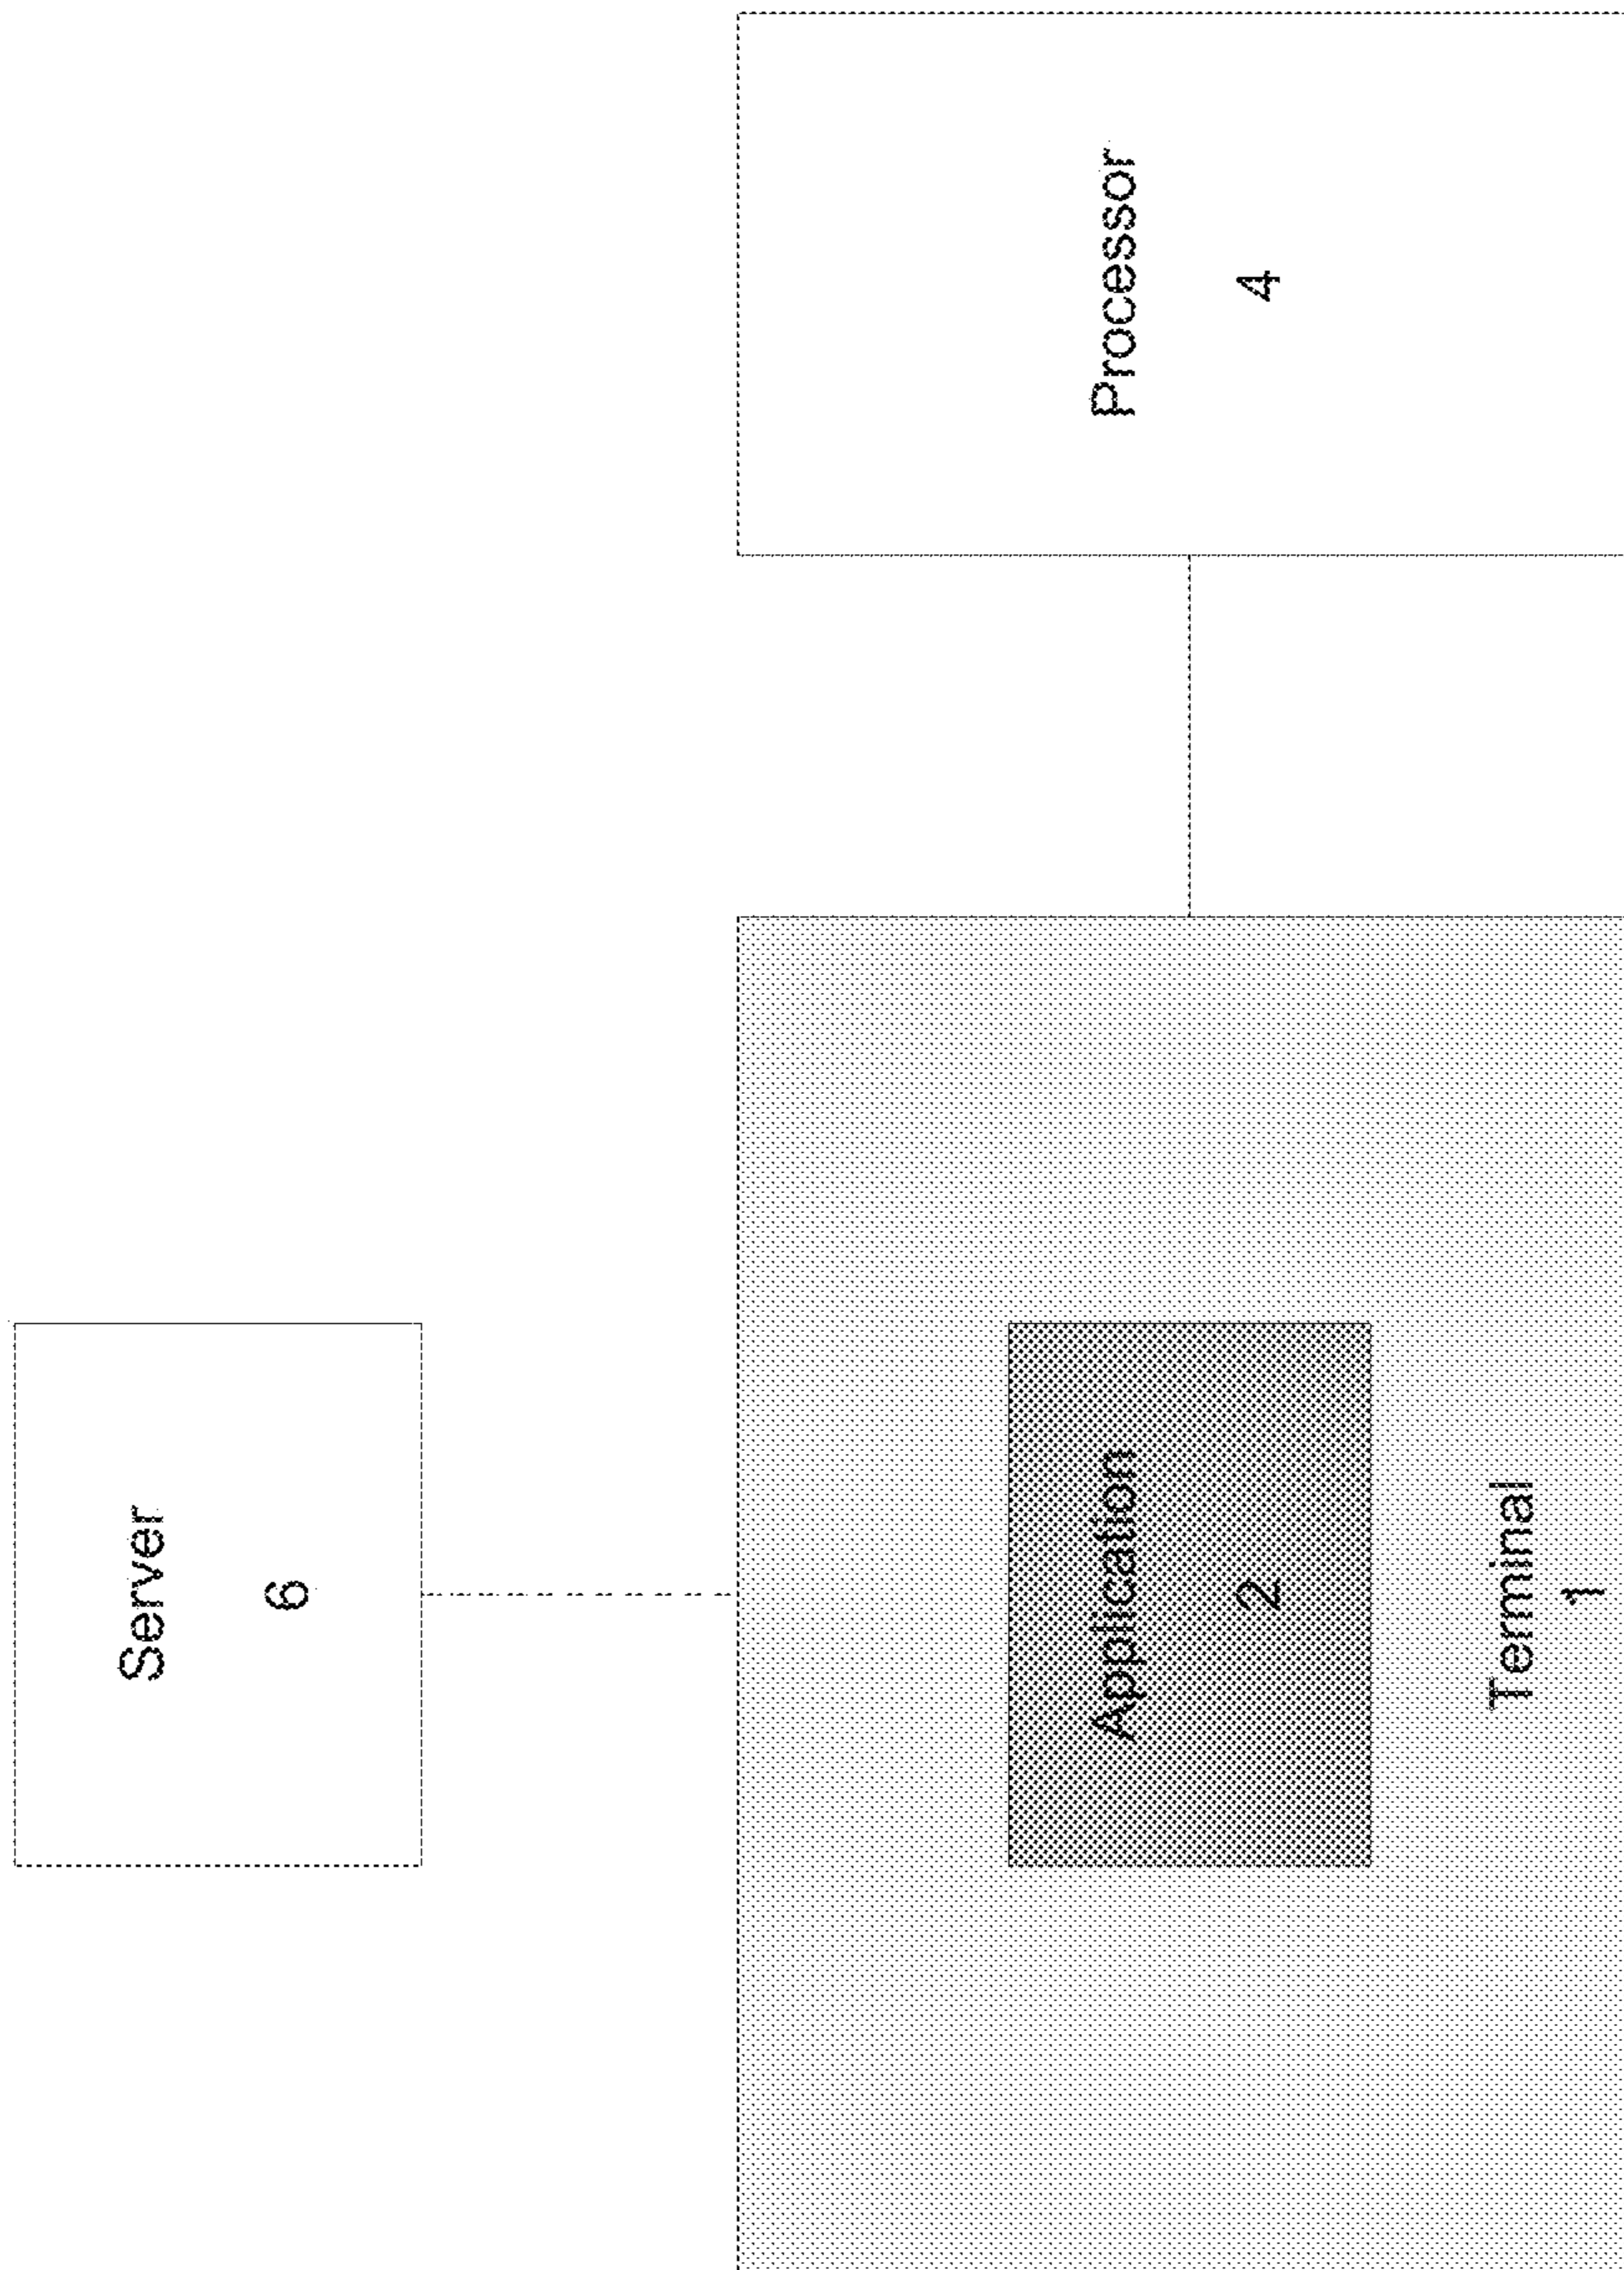 Server
6
Application
2
Terminal
1
Processor
4